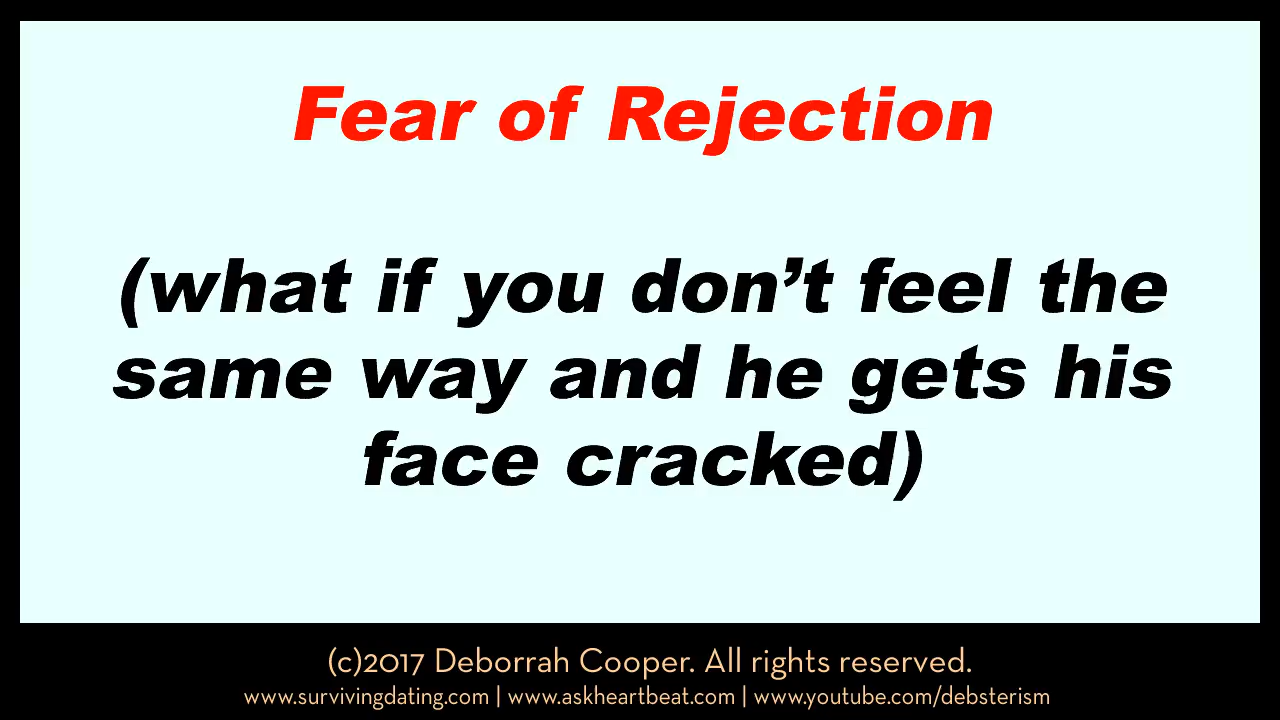 Fear of Rejection
(what if you don’t feel the
same way and he gets his
face cracked)
(c)2017 Deborrah Cooper. All rights reserved.
www.survivingdating.com | www.askheartbeat.com | www.youtube.com/debsterism